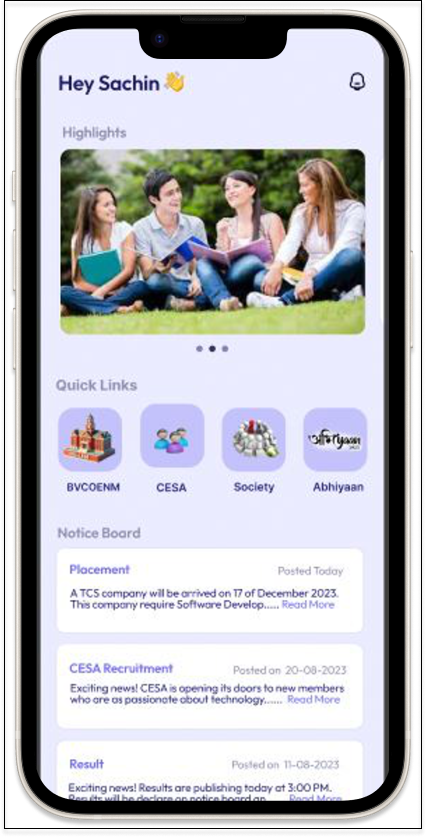 Hey Sachin 👋
Highlights
Quick Links
BVCOENM
CESA
Society
Abhiyaan
Notice Board
Placement
Posted Today
A TCS company will be arrived on 17 of December 2023.
This company require Software Develop..... Read More
CESA Recruitment
Posted on 20-08-2023
Exciting news! CESA is opening its doors to new members
who are as passionate about technology....... Read More
Result
Posted on 11-08-2023
Exciting news! Results are publishing today at 3:00 PM.
Results will be declare on notice board an.... Read More